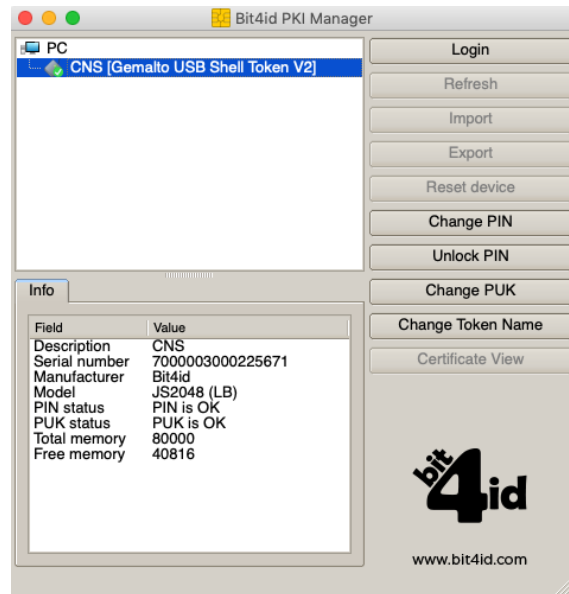 Bit4id PKI Manager
PC
CNS [Gemalto USB Shell Token V2]
Login
Refresh
Import
Export
Reset device
Change PIN
Unlock PIN
Change PUK
Change Token Name
Certificate View
Info
Field Value
Description CNS
Serial number 7000003000225671
Manufacturer Bit4id
Model JS2048 (LB)
PIN status PIN is OK
PUK status PUK is OK
Total memory 80000
Free memory 40816
bit4id
www.bit4id.com